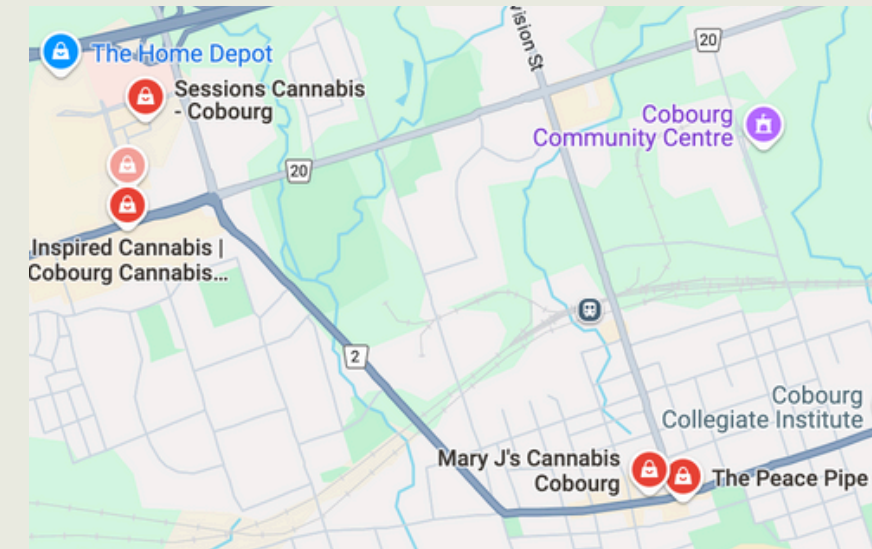 ision St
20
The Home Depot
Sessions Cannabis
- Cobourg
Cobourg
Community Centre
20
Inspired Cannabis |
Cobourg Cannabis...
2
Cobourg
Collegiate Institute
Mary J's Cannabis
Cobourg
The Peace Pipe